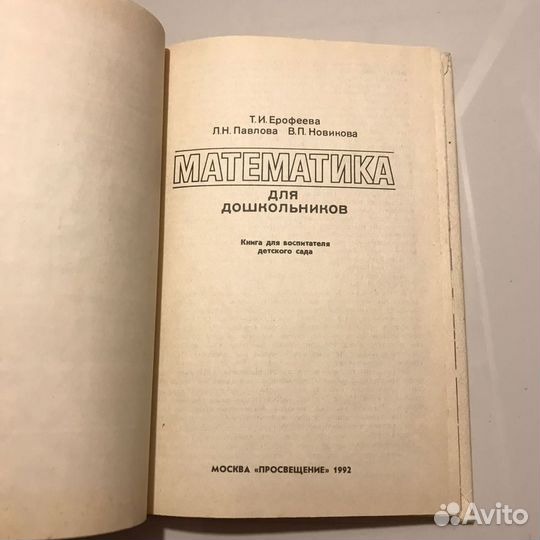 Т. И. Ерофеева
Л. Н. Павлова В. П. Новикова
МАТЕМАТИКА
ДЛЯ
ДОШКОЛЬНИКОВ
Книга для воспитателя
детского сада
МОСКВА «ПРОСВЕЩЕНИЕ» 1992
Avito